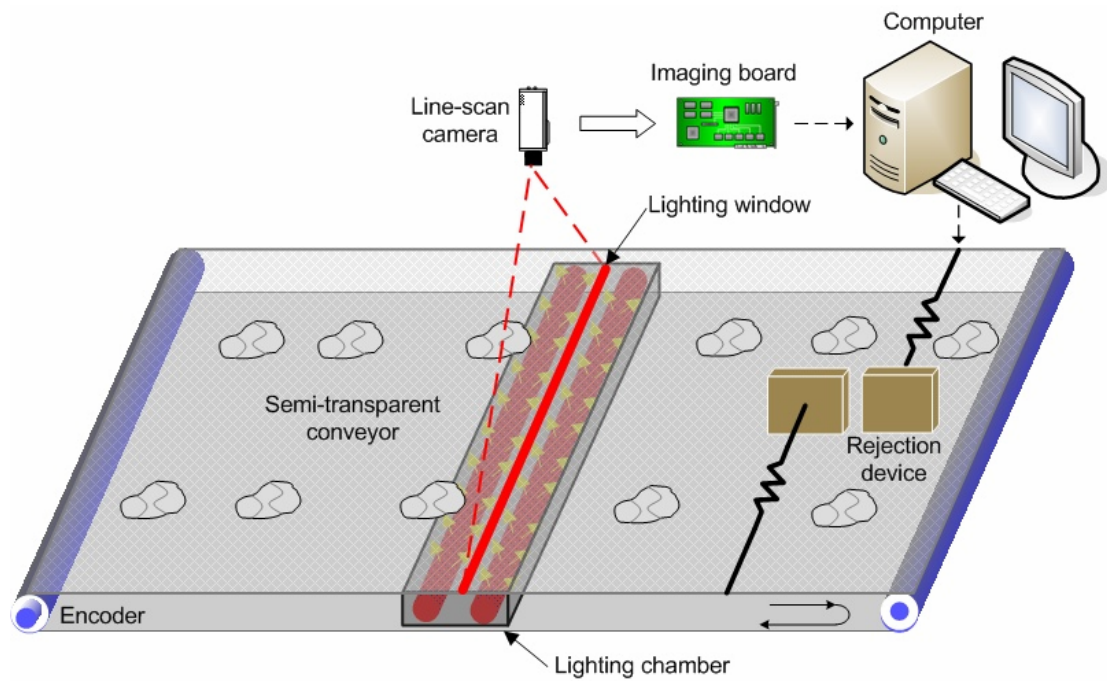 Computer
Imaging board
Line-scan
camera
Lighting window
Semi-transparent
conveyor
Rejection
device
Encoder
Lighting chamber